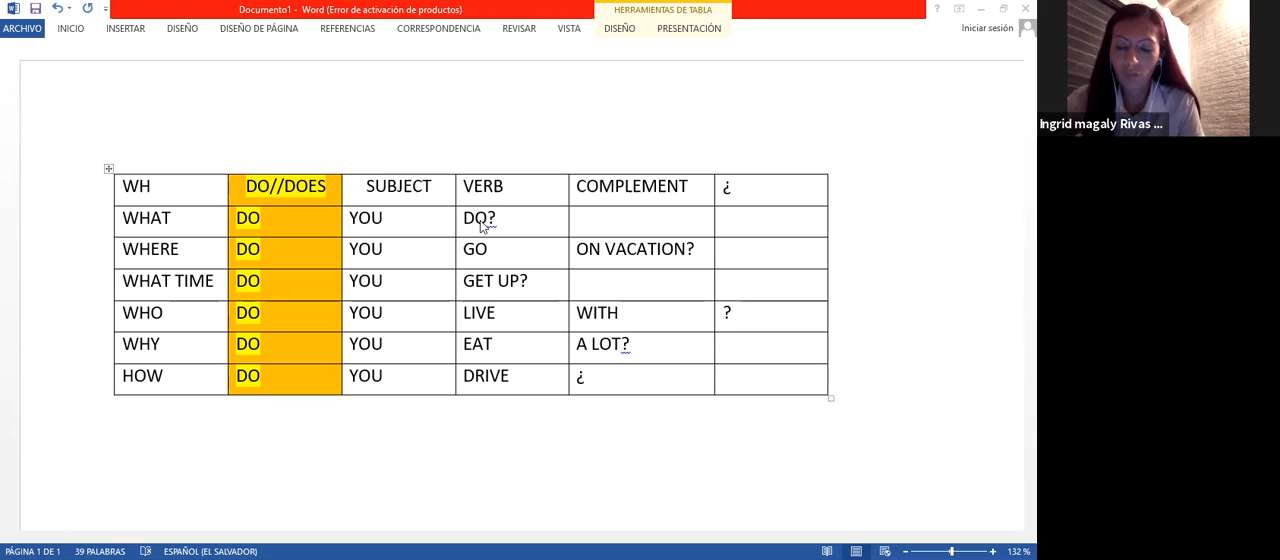 Documento1 - Word (Error de activación de productos)
HERRAMIENTAS DE TABLA
?
ARCHIVO INICIO INSERTAR DISEÑO DISEÑO DE PÁGINA REFERENCIAS CORRESPONDENCIA REVISAR VISTA DISEÑO PRESENTACIÓN Iniciar sesión
Ingrid magaly Rivas ...
WH DO//DOES SUBJECT VERB COMPLEMENT ¿
WHAT DO YOU DO?
WHERE DO YOU GO ON VACATION?
WHAT TIME DO YOU GET UP?
WHO DO YOU LIVE WITH ?
WHY DO YOU EAT A LOT?
HOW DO YOU DRIVE ¿
PÁGINA 1 DE 1 39 PALABRAS ESPAÑOL (EL SALVADOR) 132 %